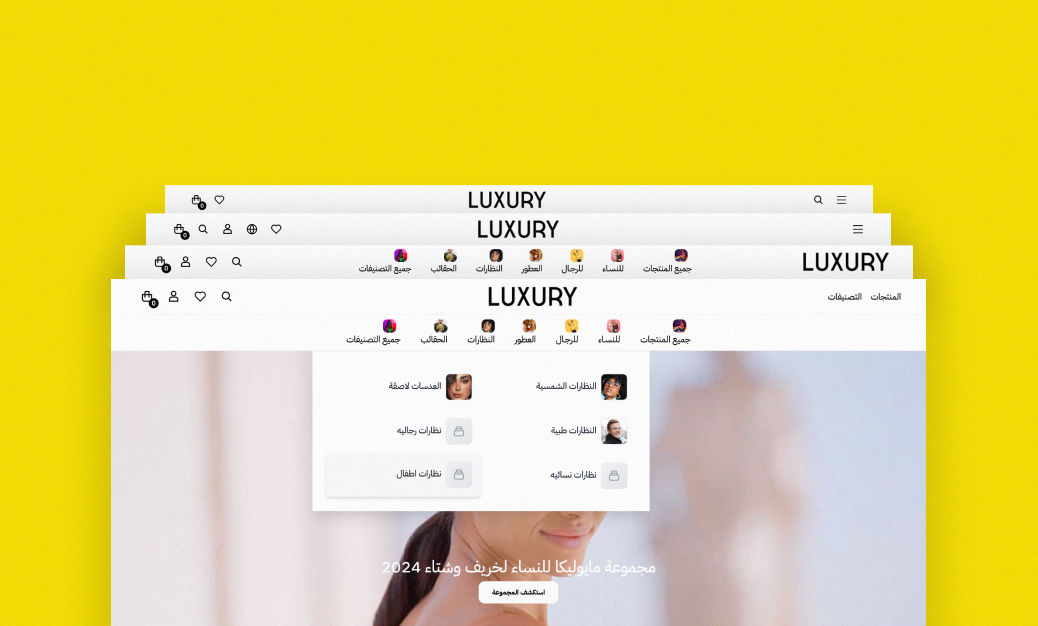 LUXURY
0
LUXURY
0
LUXURY
جميع المنتجات للنساء للرجال العطور النظارات الحقائب جميع التصنيفات
0
المنتجات التصنيفات
LUXURY
0
جميع المنتجات للنساء للرجال العطور النظارات الحقائب جميع التصنيفات
النظارات الشمسية العدسات لاصقة
النظارات طبية نظارات رجاليه
نظارات نسائيه نظارات اطفال
مجموعة مايوليكا للنساء لخريف وشتاء 2024
استكشف المجموعة